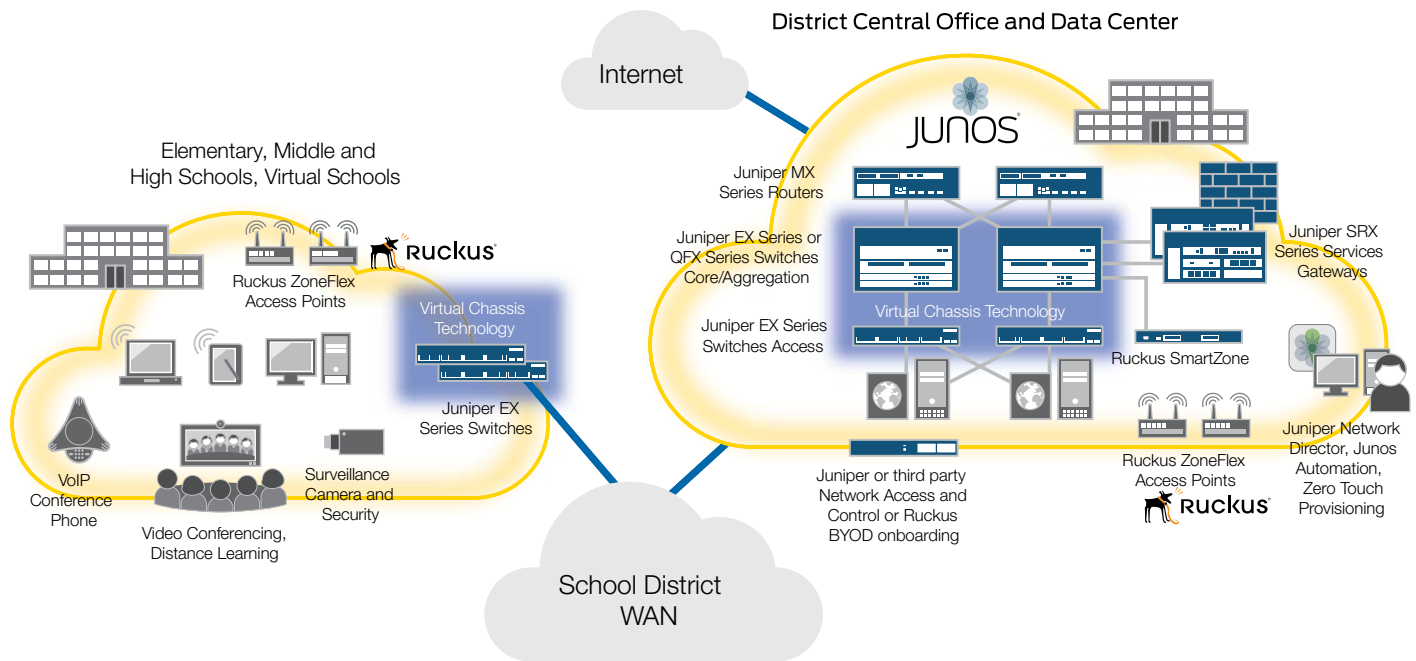 District Central Office and Data Center
Internet
JUNOS
Elementary, Middle and
High Schools, Virtual Schools
Juniper MX
Series Routers
Ruckus
Ruckus ZoneFlex
Access Points
Juniper EX Series or
QFX Series Switches
Core/Aggregation
Juniper SRX
Series Services
Gateways
Virtual Chassis
Technology
Virtual Chassis Technology
Juniper EX Series
Switches Access
Ruckus SmartZone
Juniper EX
Series Switches
VoIP
Conference
Phone
Video Conferencing,
Distance Learning
Surveillance
Camera and
Security
Juniper or third party
Network Access and
Control or Ruckus
BYOD onboarding
Ruckus ZoneFlex
Access Points
Ruckus
Juniper Network
Director, Junos
Automation,
Zero Touch
Provisioning
School District
WAN